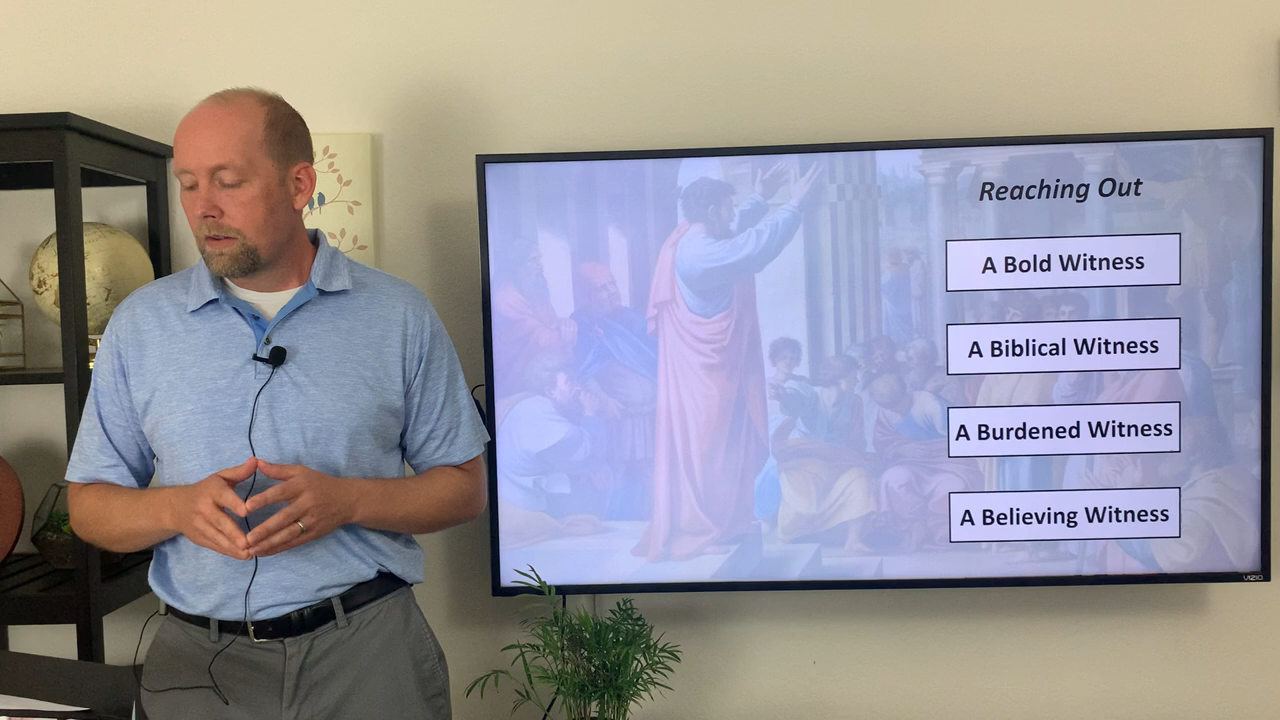 Reaching Out
A Bold Witness
A Biblical Witness
A Burdened Witness
A Believing Witness
VIZIO